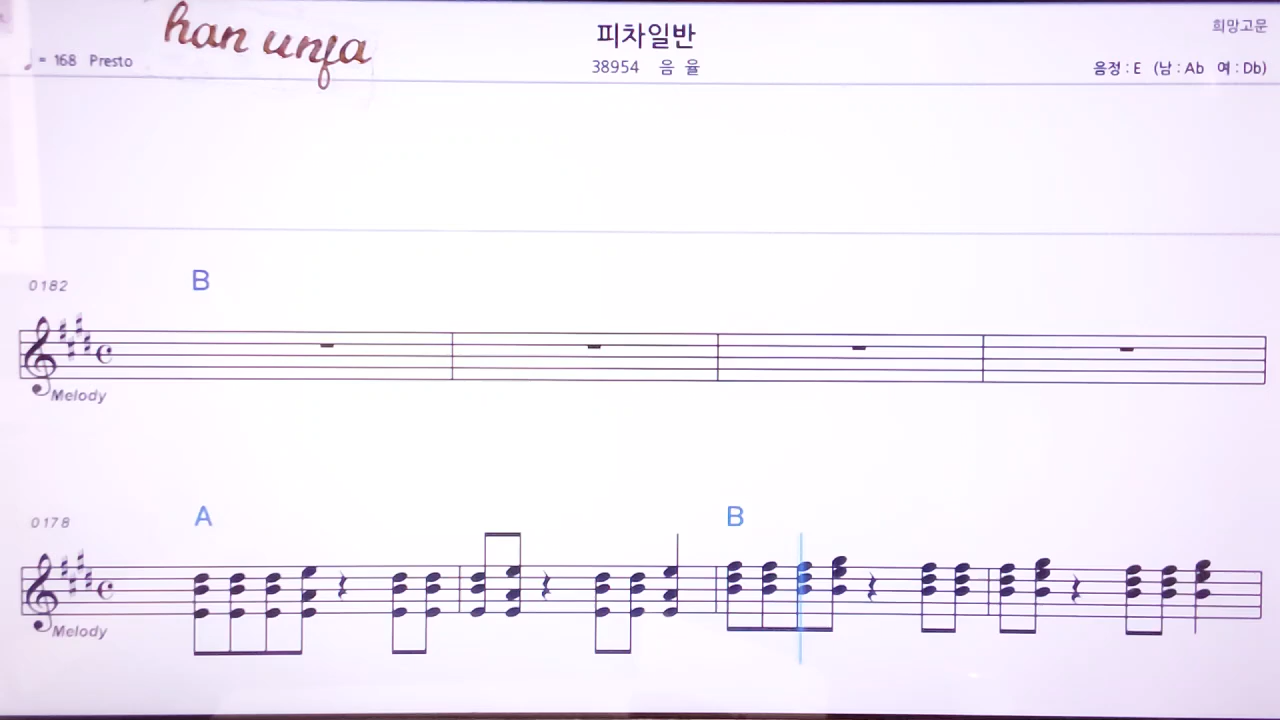 han unfa
피차일반
희망고문
♩ = 168 Presto
38954 음 율
음정 : E (남 : Ab 여 : Db)
0182
B
Melody
0178
A B
Melody